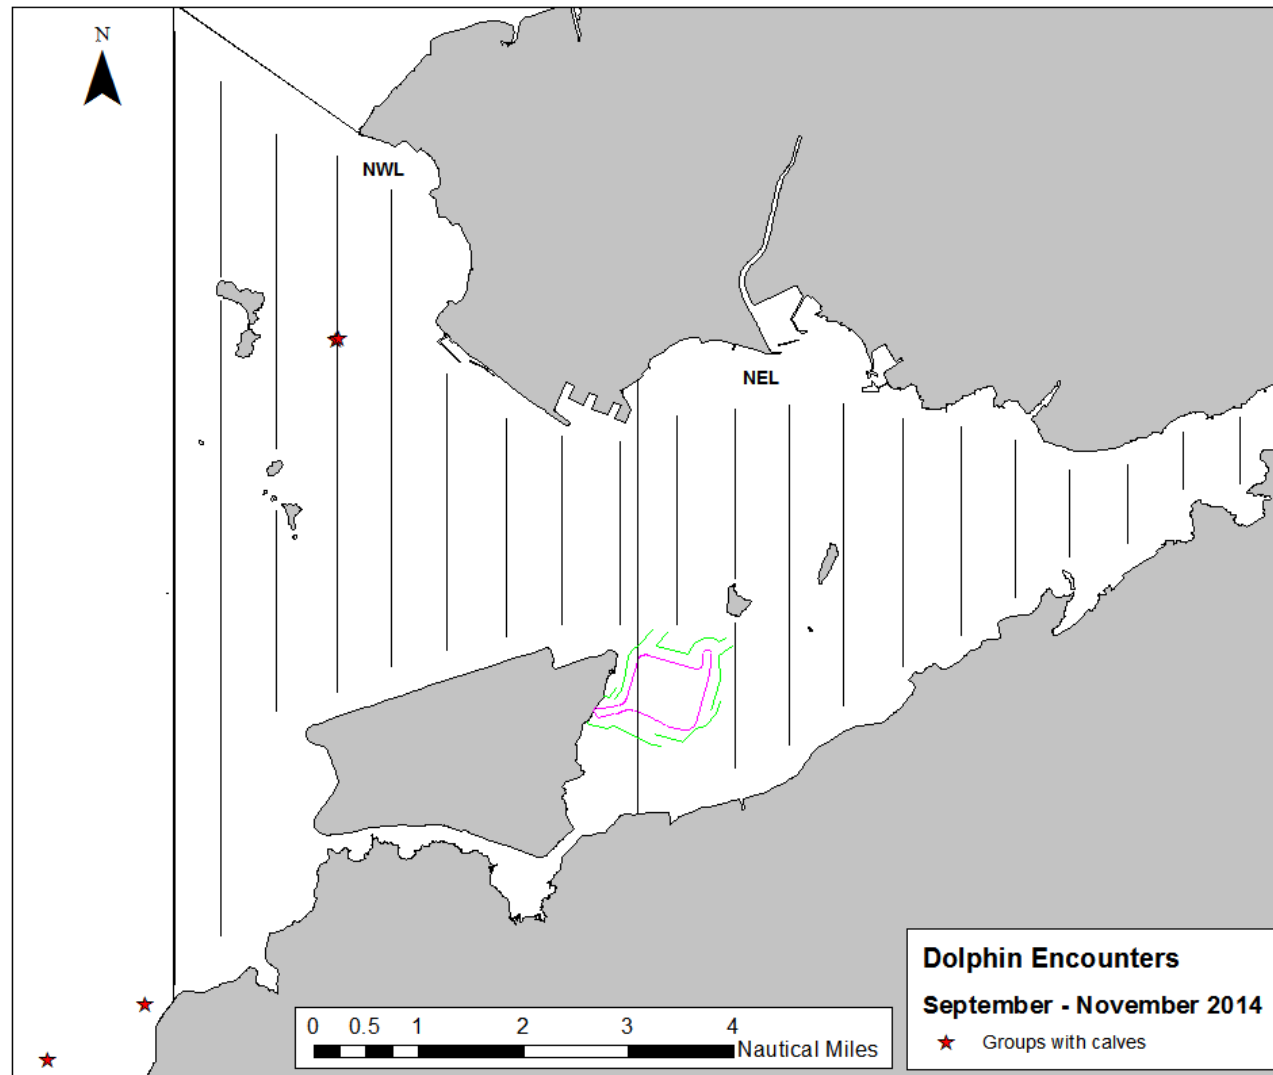 N
NWL
NEL
Dolphin Encounters
September - November 2014
Groups with calves
0 0.5 1 2 3 4
Nautical Miles